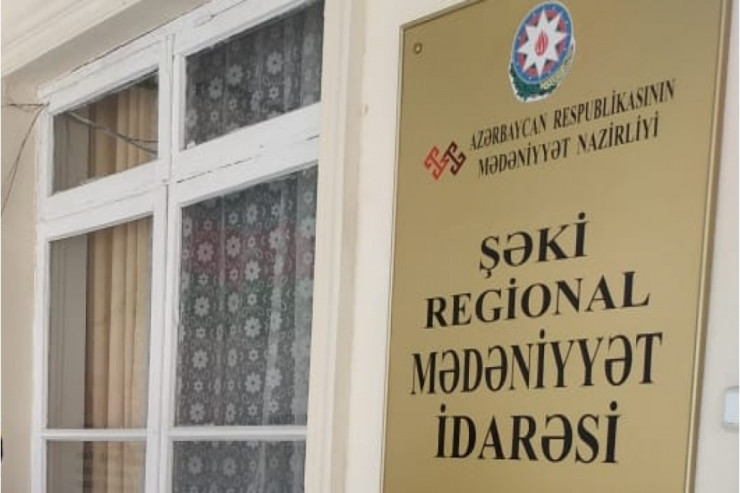 AZƏRBAYCAN RESPUBLİKASININ
MƏDƏNİYYƏT NAZİRLİYİ
ŞƏKİ
REGİONAL
MƏDƏNİYYƏT
İDARƏSİ